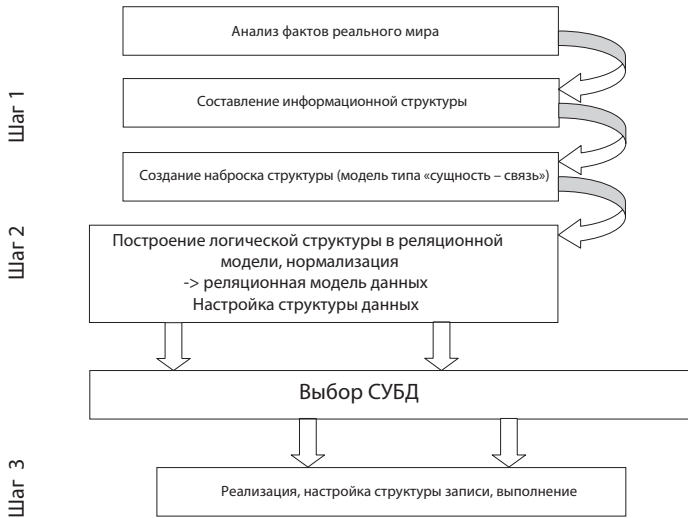 Анализ фактов реального мира
Шаг 1
Составление информационной структуры
Создание наброска структуры (модель типа «сущность – связь»)
Шаг 2
Построение логической структуры в реляционной
модели, нормализация
-> реляционная модель данных
Настройка структуры данных
Выбор СУБД
Шаг 3
Реализация, настройка структуры записи, выполнение